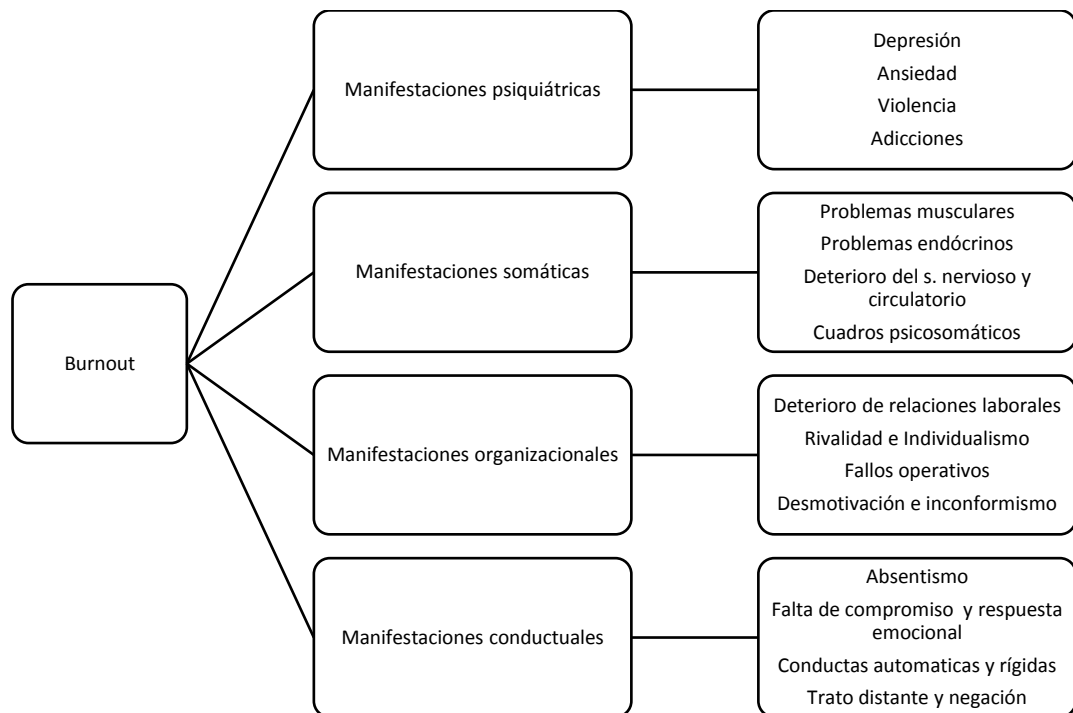 Burnout
Manifestaciones psiquiátricas
Depresión
Ansiedad
Violencia
Adicciones
Manifestaciones somáticas
Problemas musculares
Problemas endócrinos
Deterioro del s. nervioso y
circulatorio
Cuadros psicosomáticos
Manifestaciones organizacionales
Deterioro de relaciones laborales
Rivalidad e Individualismo
Fallos operativos
Desmotivación e inconformismo
Manifestaciones conductuales
Absentismo
Falta de compromiso y respuesta
emocional
Conductas automaticas y rígidas
Trato distante y negación